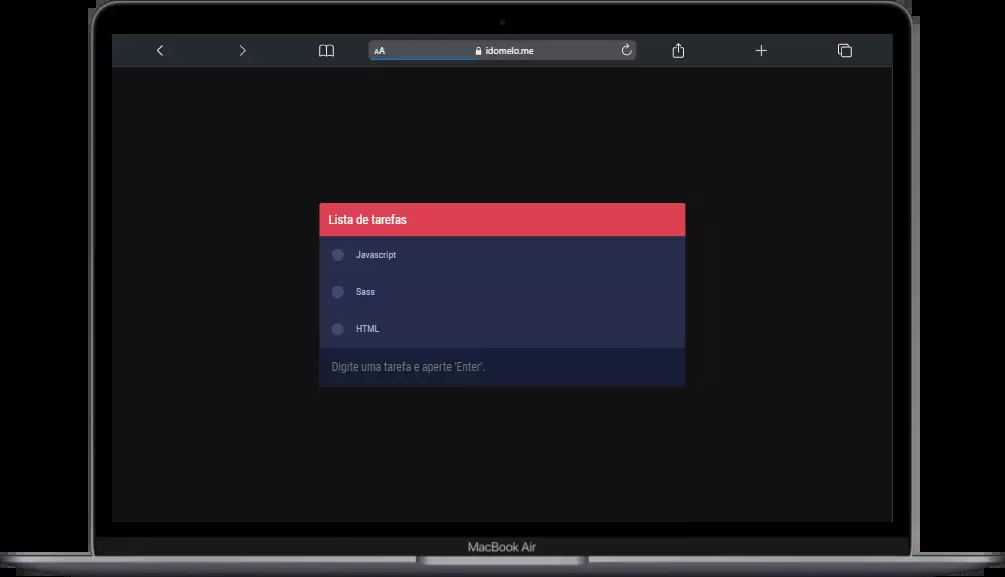 AA
idomelo.me
Lista de tarefas
Javascript
Sass
HTML
Digite uma tarefa e aperte 'Enter'.
MacBook Air